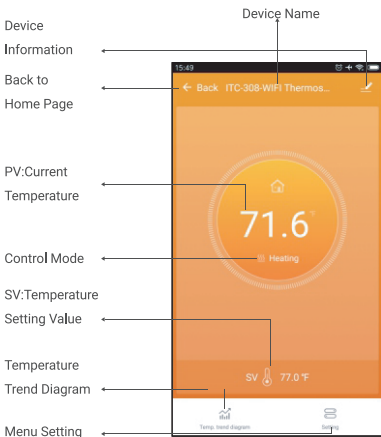 Device Name
Device
Information
Back to
Home Page
PV:Current
Temperature
Control Mode
SV:Temperature
Setting Value
Temperature
Trend Diagram
Menu Setting
15:49
Back ITC-308-WIFI Thermos...
71.6°
Heating
SV 77.0 °F
Temp. trend diagram
Setting